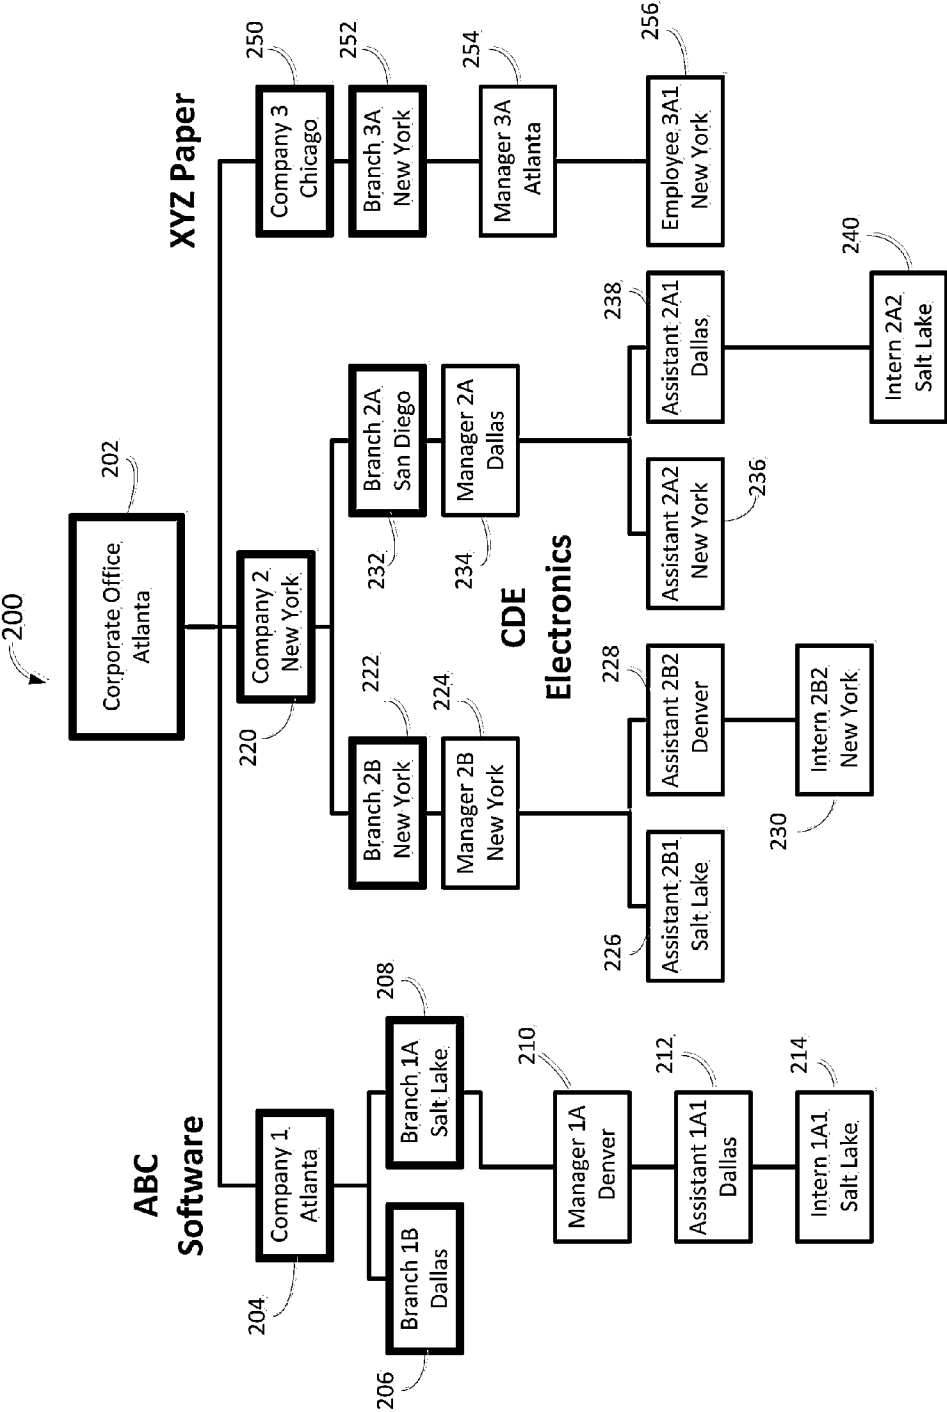 200
Corporate Office,
Atlanta
202
ABC
Software
XYZ Paper
204
Company 1
Atlanta
220
Company 2
New York
Company 3
Chicago
250
206
Branch 1B
Dallas
Branch 1A
Salt Lake
208
Branch 2B
New York
222
232
Branch 2A
San Diego
Branch 3A
New York
252
Manager 2B
New York
224
234
Manager 2A
Dallas
Manager 3A
Atlanta
254
CDE
Electronics
Manager 1A
Denver
210
226
Assistant 2B1
Salt Lake
Assistant 2B2
Denver
228
Assistant 2A2
New York
236
Assistant 2A1
Dallas
238
Employee 3A1
New York
256
Assistant 1A1
Dallas
212
Intern 1A1
Salt Lake
214
230
Intern 2B2
New York
Intern 2A2
Salt Lake
240